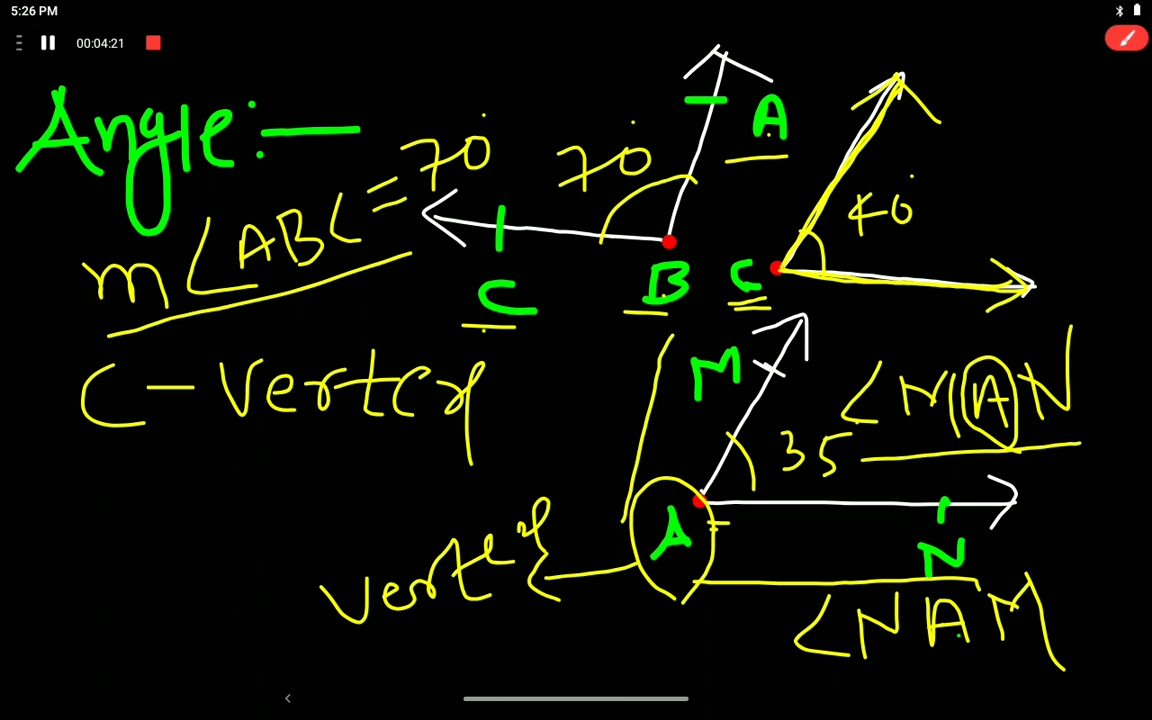 5:26 PM
00:04:21
Angle:—
A
70°
70°
m∠ABC = 
40°
C
B
C
C - Vertex
M
∠MAN
35
A
N
Vertex
∠NAM